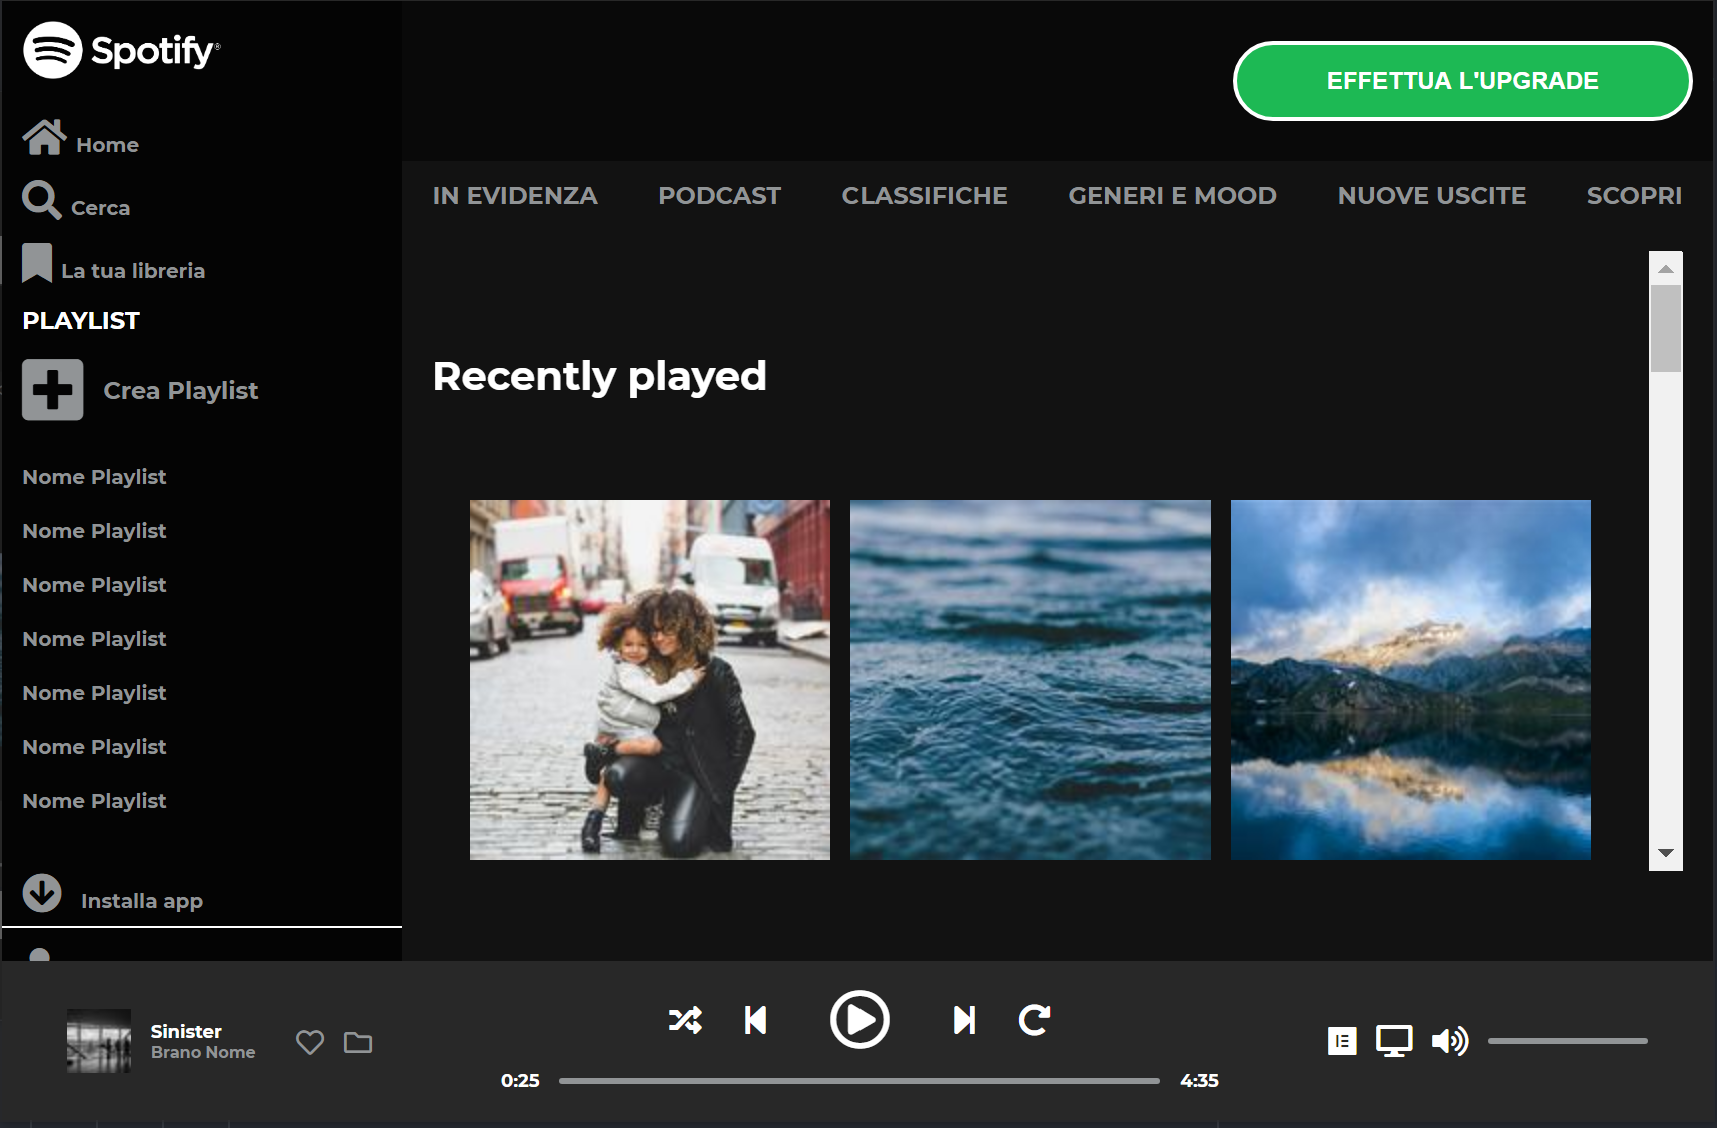 Spotify®
Home
Cerca
La tua libreria
PLAYLIST
Crea Playlist
Nome Playlist
Nome Playlist
Nome Playlist
Nome Playlist
Nome Playlist
Nome Playlist
Nome Playlist
Installa app
EFFETTUA L'UPGRADE
IN EVIDENZA PODCAST CLASSIFICHE GENERI E MOOD NUOVE USCITE SCOPRI
Recently played
Sinister
Brano Nome
0:25 4:35